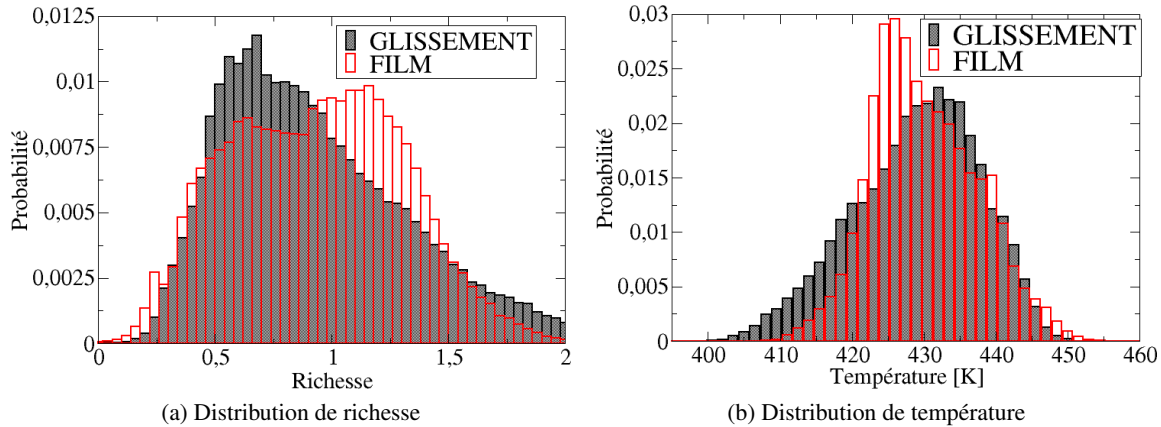 0,0125
0,01
0,0075
0,005
0,0025
0
Probabilité
GLISSEMENT
FILM
0 0,5 1 1,5 2
Richesse
(a) Distribution de richesse
0,03
0,025
0,02
0,015
0,01
0,005
0
Probabilité
GLISSEMENT
FILM
400 410 420 430 440 450 460
Température [K]
(b) Distribution de température